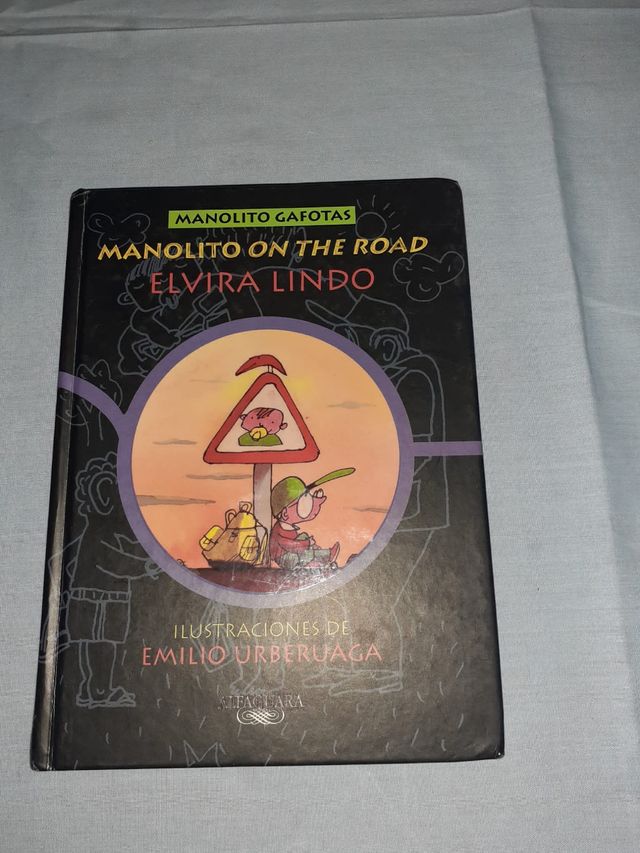 MANOLITO GAFOTAS
MANOLITO ON THE ROAD
ELVIRA LINDO
ILUSTRACIONES DE
EMILIO URBERUAGA
ALFAGUARA